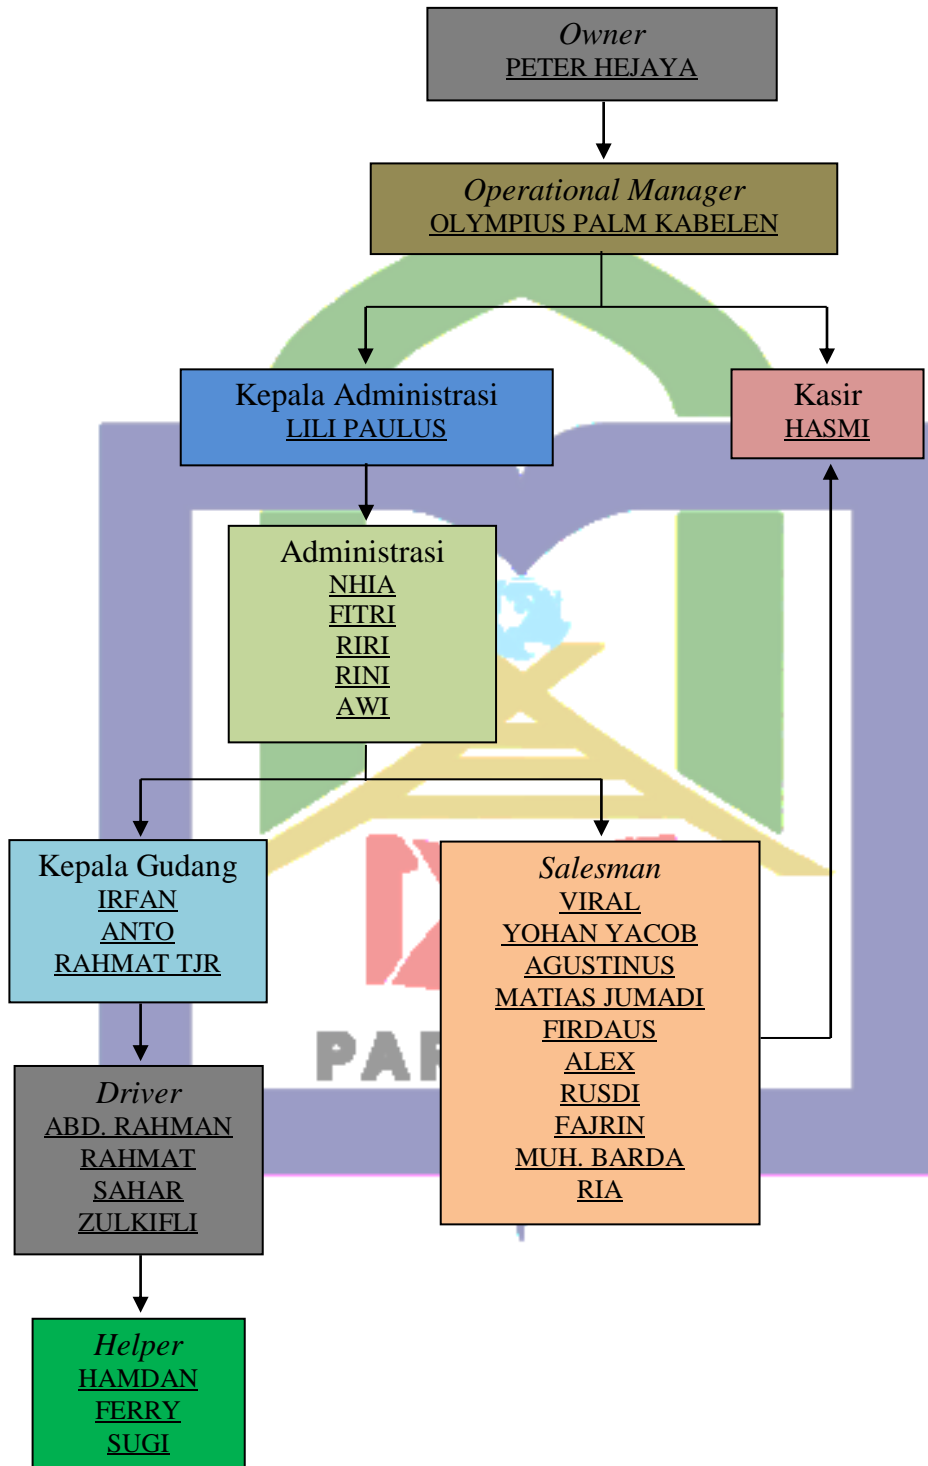 Owner
PETER HEJAYA
Operational Manager
OLYMPIUS PALM KABELEN
Kepala Administrasi
LILI PAULUS
Kasir
HASMI
Administrasi
NHIA
FITRI
RIRI
RINI
AWI
Kepala Gudang
IRFAN
ANTO
RAHMAT TJR
Salesman
VIRAL
YOHAN YACOB
AGUSTINUS
MATIAS JUMADI
FIRDAUS
ALEX
RUSDI
FAJRIN
MUH. BARDA
RIA
Driver
ABD. RAHMAN
RAHMAT
SAHAR
ZULKIFLI
Helper
HAMDAN
FERRY
SUGI